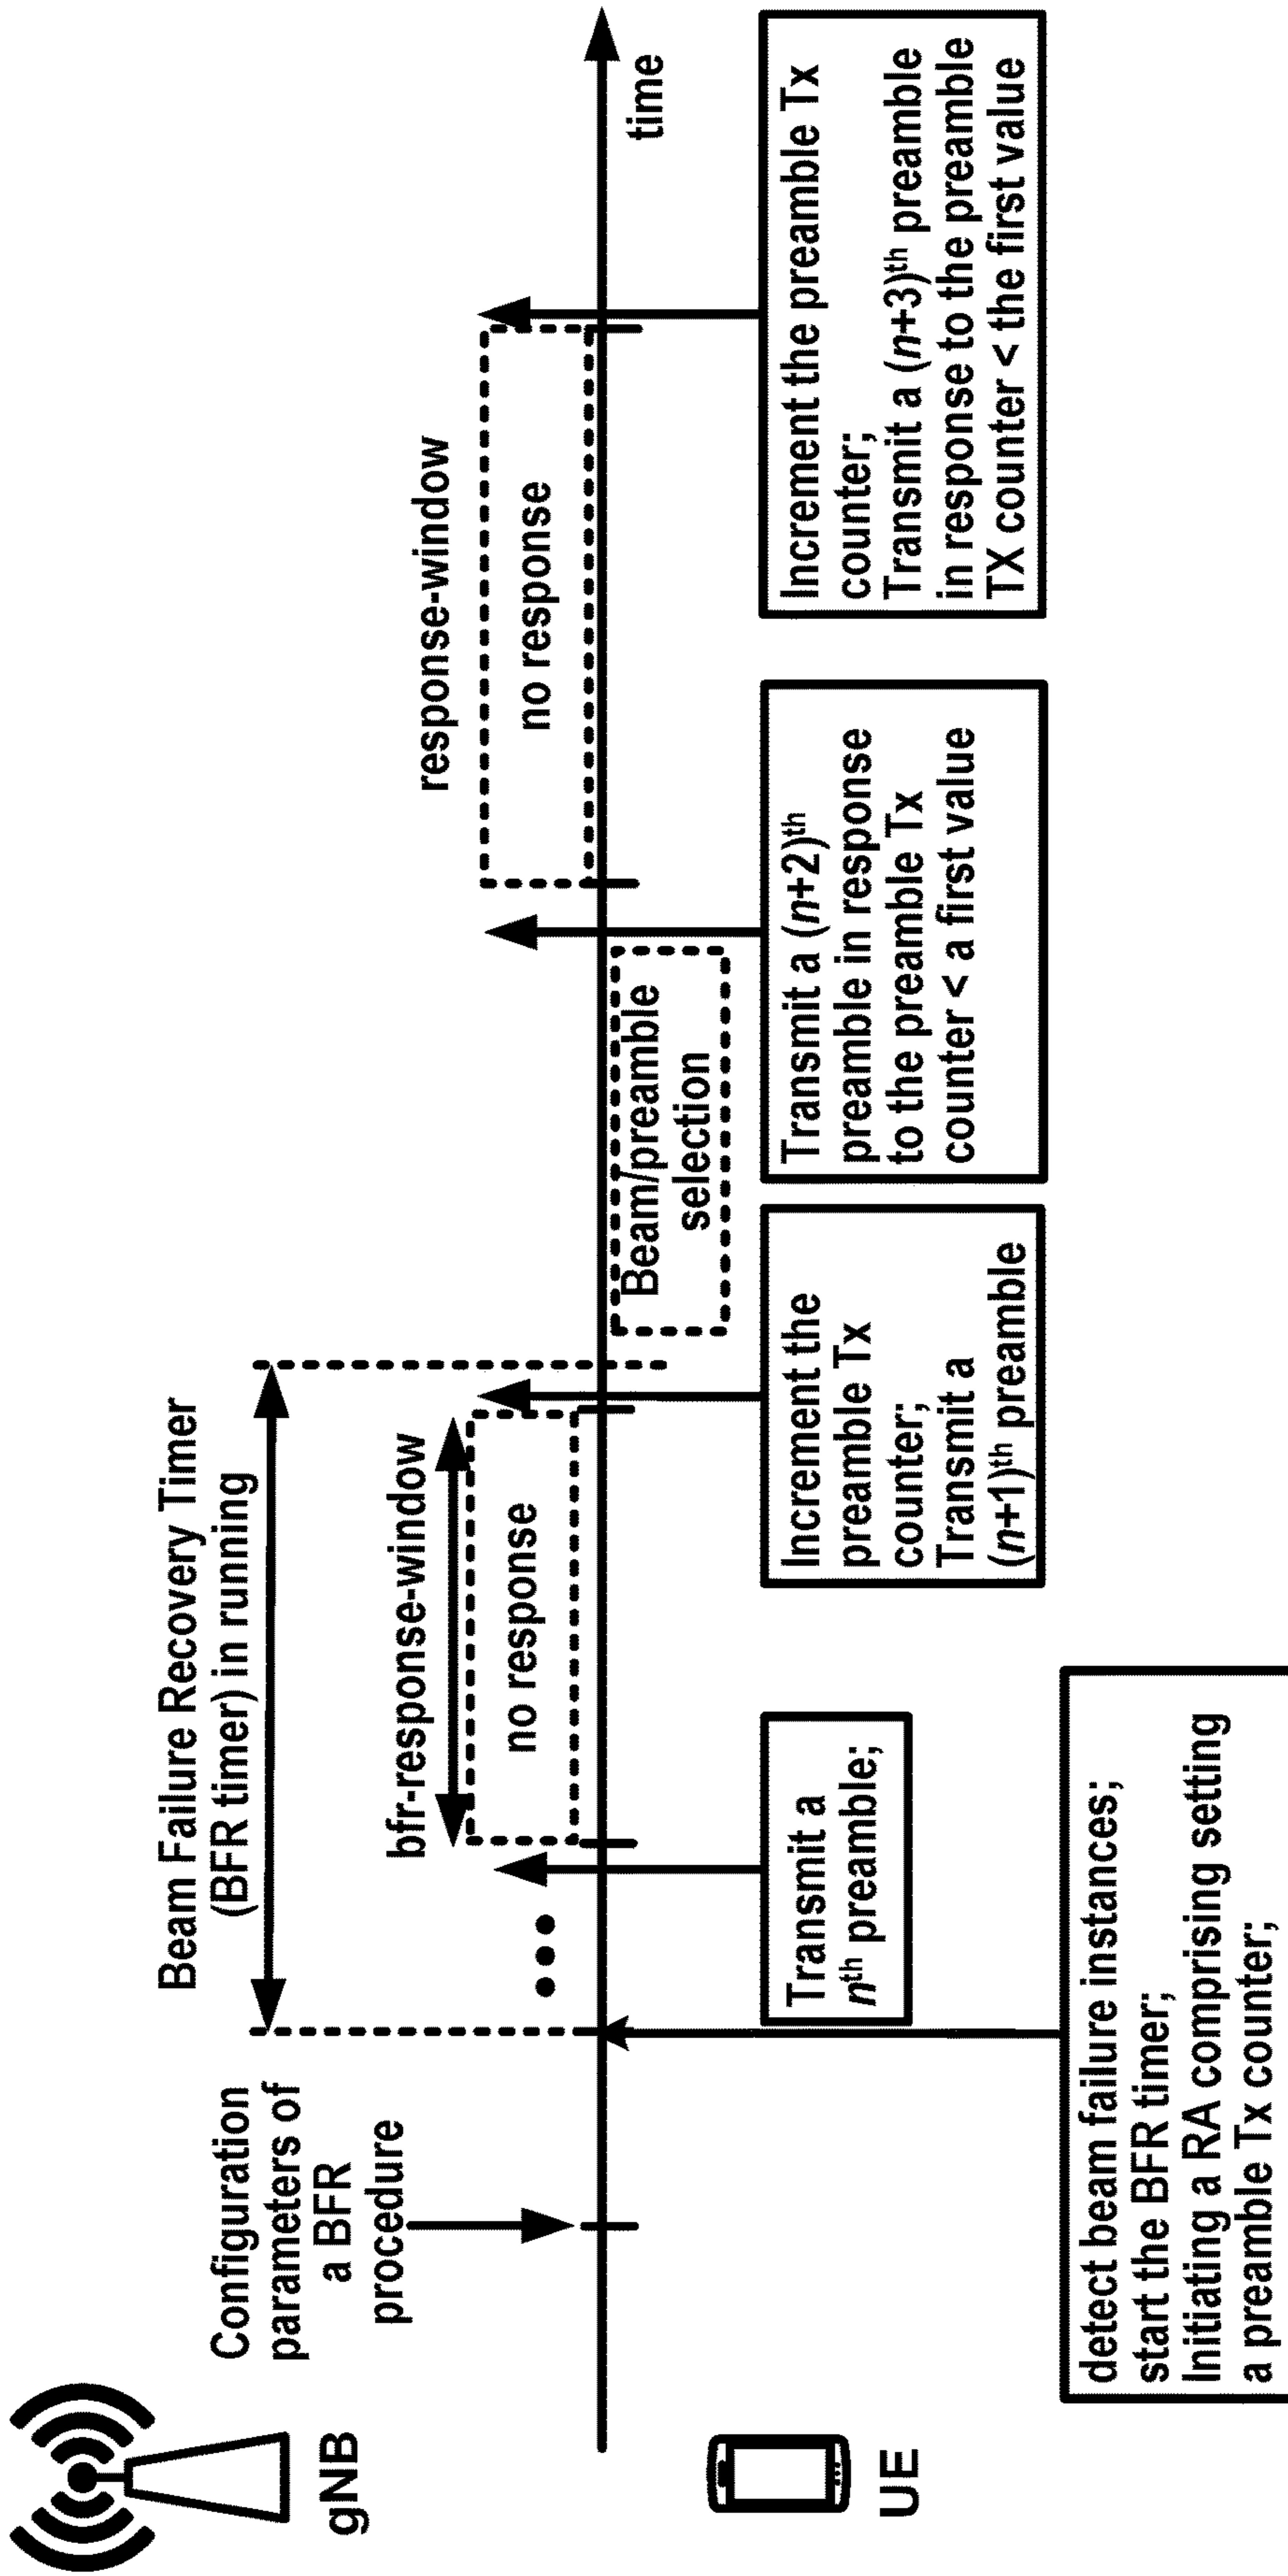 gNB
UE
Configuration
parameters of
a BFR
procedure
Beam Failure Recovery Timer
(BFR timer) in running
bfr-response-window
no response
response-window
no response
time
Beam/preamble
selection
detect beam failure instances;
start the BFR timer;
Initiating a RA comprising setting
a preamble Tx counter;
Transmit a
nth preamble;
Increment the
preamble Tx
counter;
Transmit a
(n+1)th preamble
Transmit a (n+2)th
preamble in response
to the preamble Tx
counter < a first value
Increment the preamble Tx
counter;
Transmit a (n+3)th preamble
in response to the preamble
TX counter < the first value